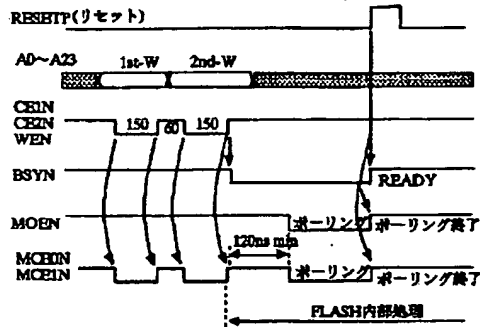 RESETP(リセット)
A0～A23 1st-W 2nd-W
CE1N
CE2N 150 60 150
WEN
BSYN READY
MOEN ポーリング ポーリング終了
120ns min
MCE0N
MCE1N ポーリング ポーリング終了
FLASH内部処理